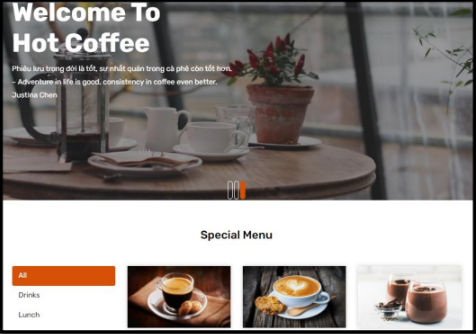 Welcome To
Hot Coffee
Phiêu lưu trong đời là tốt, sự nhất quán trong cà phê còn tốt hơn.
– Adventure in life is good, consistency in coffee even better.
Justina Chen
Special Menu
All
Drinks
Lunch